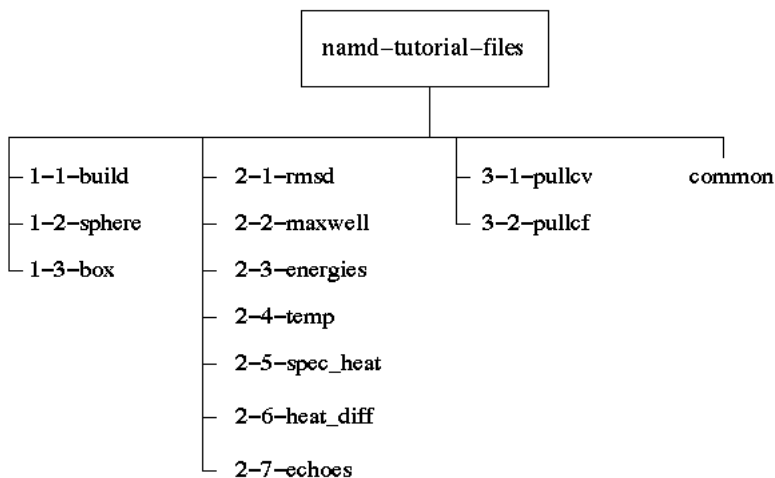 namd-tutorial-files
1-1-build
1-2-sphere
1-3-box
2-1-rmsd
2-2-maxwell
2-3-energies
2-4-temp
2-5-spec_heat
2-6-heat_diff
2-7-echoes
3-1-pullcv
3-2-pullcf
common